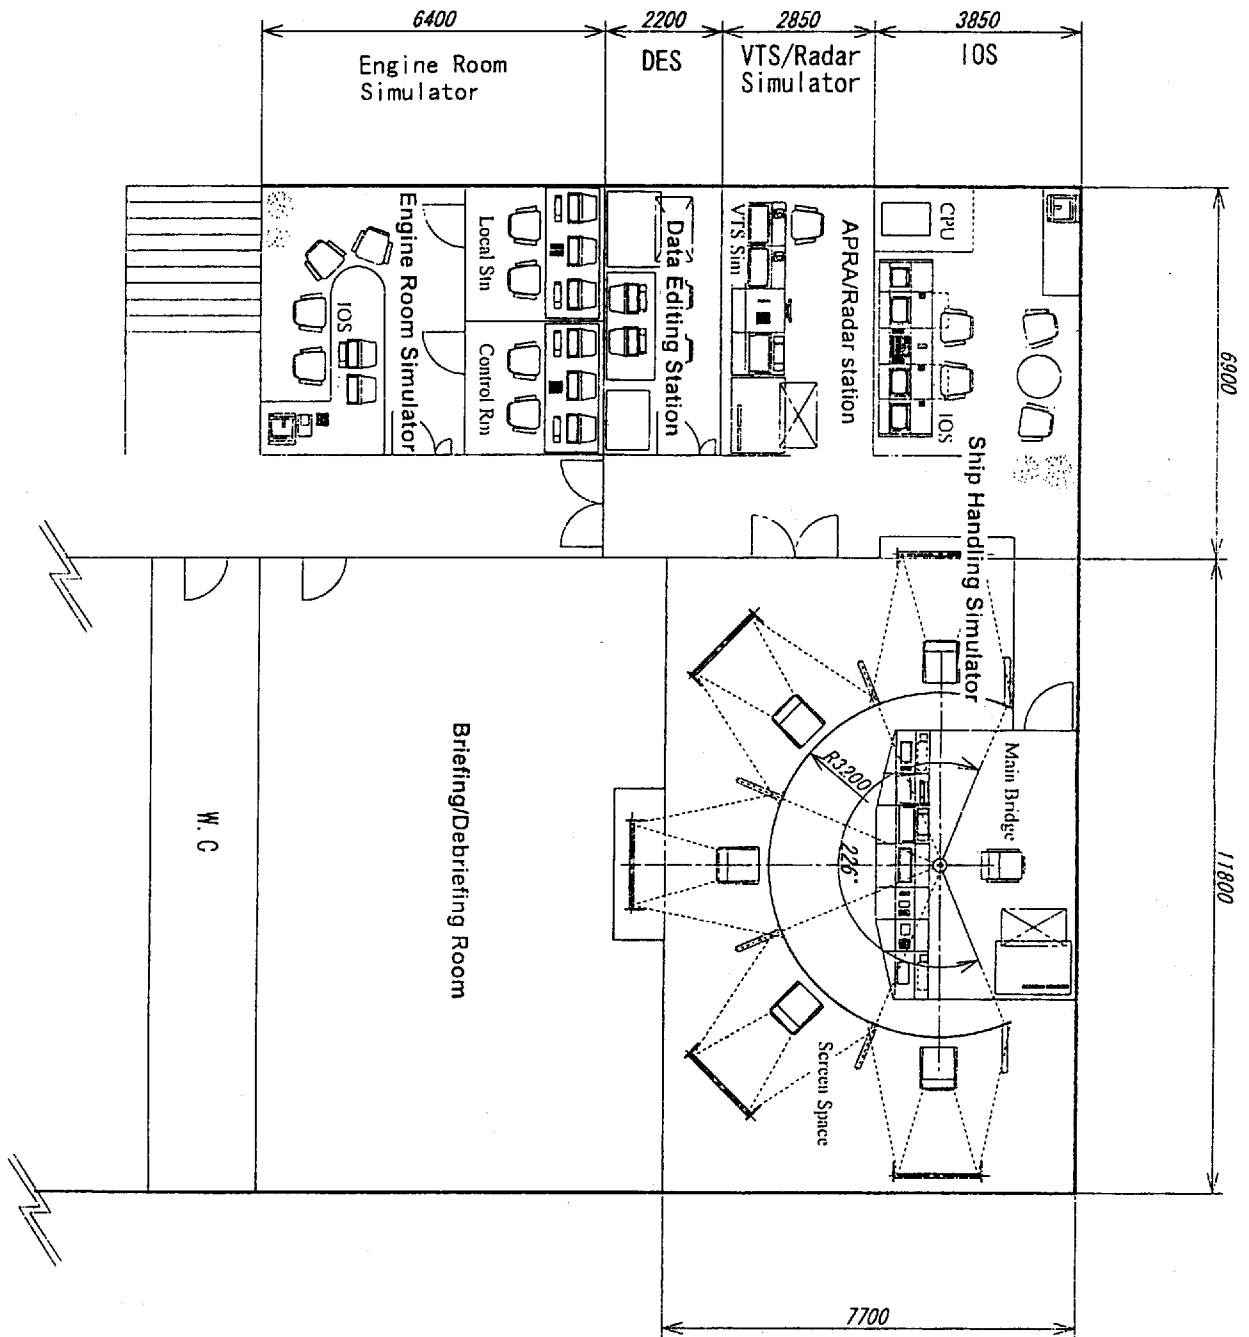 6400
2200
2850
3850
Engine Room
Simulator
DES
VTS/Radar
Simulator
IOS
Engine Room Simulator
IOS
Local Stn
Control Rm
Data Editing Station
VTS Sim
APRA/Radar station
CPU
IOS
Ship Handling Simulator
6900
11800
Main Bridge
R3200
226°
Screen Space
Briefing/Debriefing Room
W.C
7700